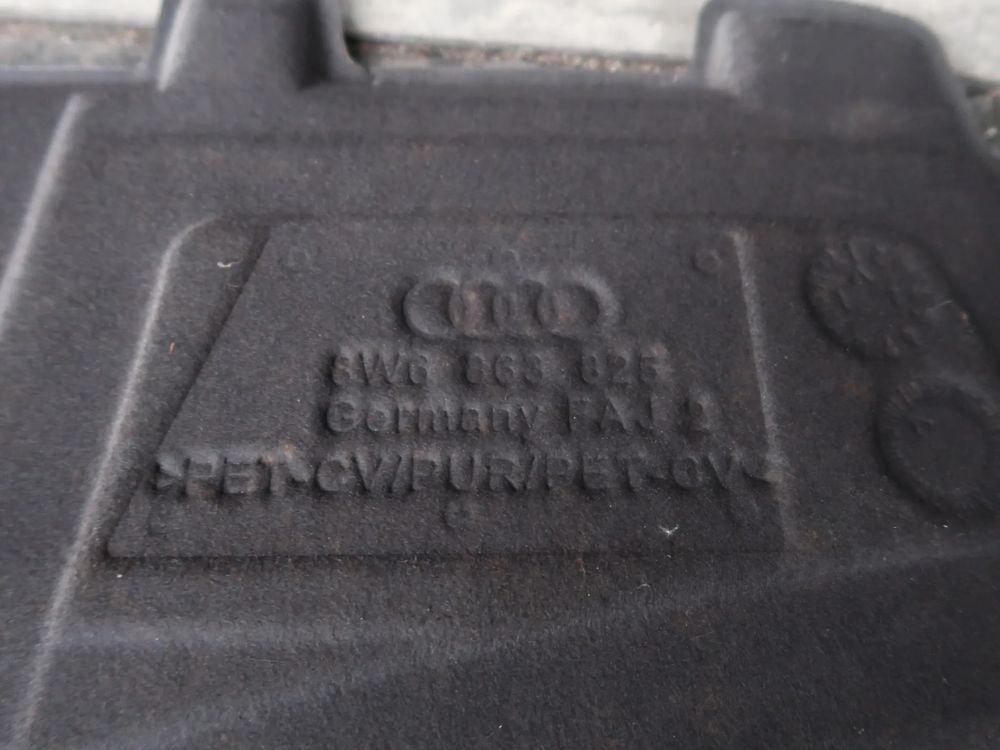 8W6 863 825
Germany FAJ 2
>PET-CV/PUR/PET-CV<